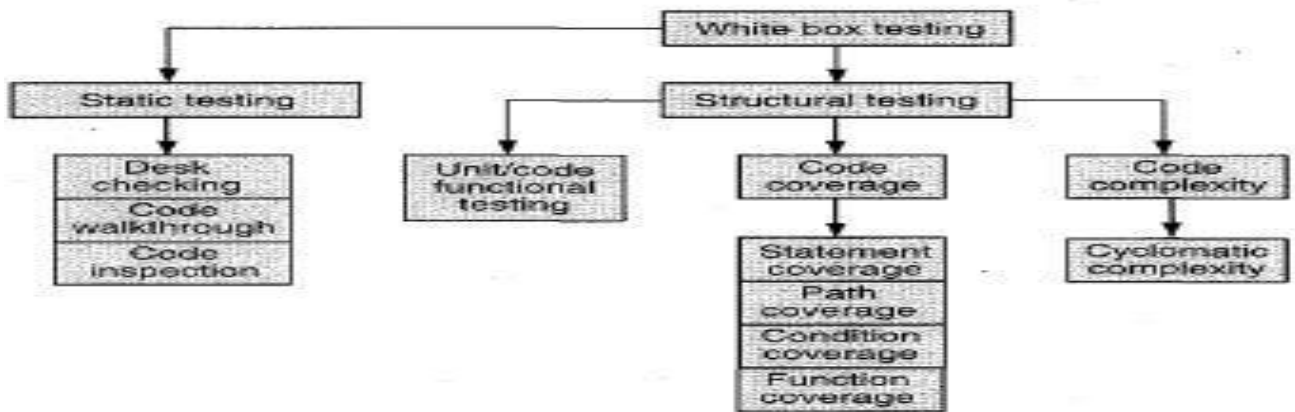 White box testing
Static testing
Structural testing
Desk
checking
Code
walkthrough
Code
inspection
Unit/code
functional
testing
Code
coverage
Statement
coverage
Path
coverage
Condition
coverage
Function
coverage
Code
complexity
Cyclomatic
complexity